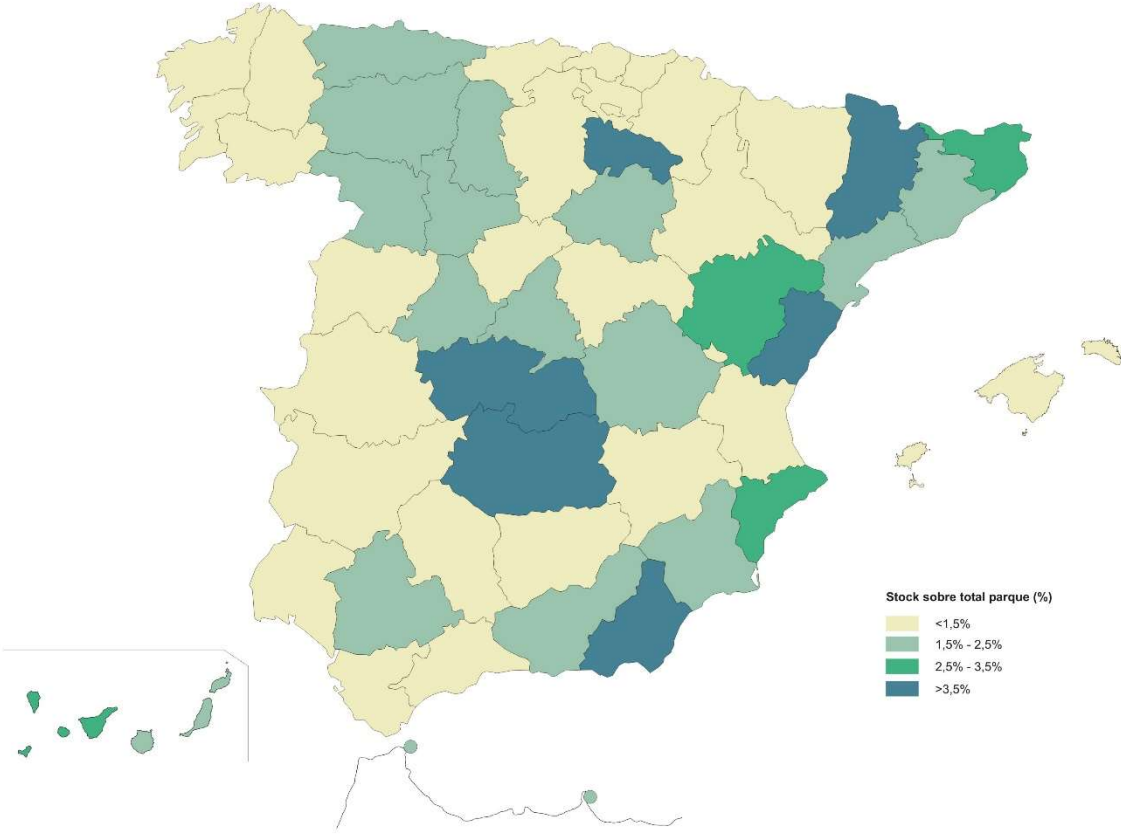 Stock sobre total parque (%)
<1,5%
1,5% - 2,5%
2,5% - 3,5%
>3,5%